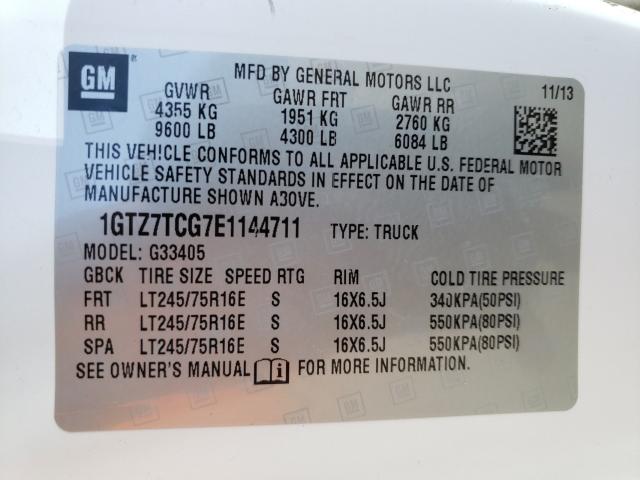 GM
MFD BY GENERAL MOTORS LLC 11/13
GVWR GAWR FRT GAWR RR
4355 KG 1951 KG 2760 KG
9600 LB 4300 LB 6084 LB
THIS VEHICLE CONFORMS TO ALL APPLICABLE U.S. FEDERAL MOTOR
VEHICLE SAFETY STANDARDS IN EFFECT ON THE DATE OF
MANUFACTURE SHOWN ABOVE.
1GTZ7TCG7E1144711 TYPE: TRUCK
MODEL: G33405
GBCK TIRE SIZE SPEED RTG RIM COLD TIRE PRESSURE
FRT LT245/75R16E S 16X6.5J 340KPA(50PSI)
RR LT245/75R16E S 16X6.5J 550KPA(80PSI)
SPA LT245/75R16E S 16X6.5J 550KPA(80PSI)
SEE OWNER'S MANUAL FOR MORE INFORMATION.